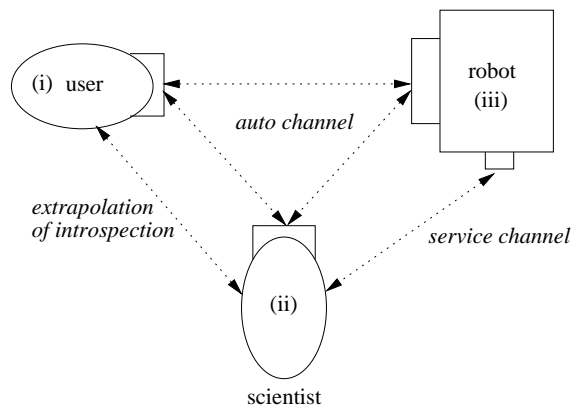 (i) user
robot
(iii)
auto channel
extrapolation
of introspection
service channel
(ii)
scientist